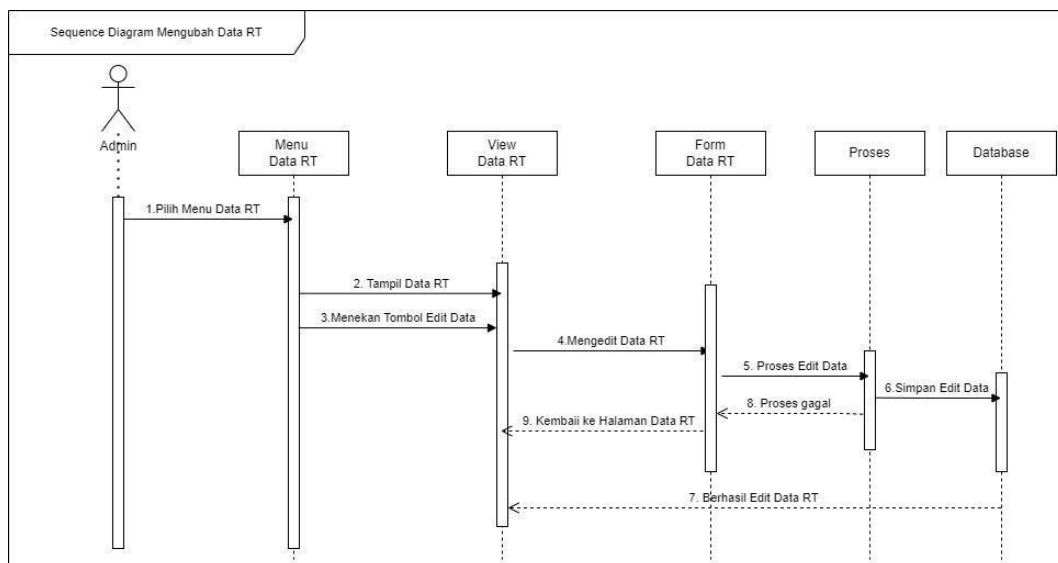 Sequence Diagram Mengubah Data RT
Admin
Menu
Data RT
View
Data RT
Form
Data RT
Proses
Database
1.Pilih Menu Data RT
2. Tampil Data RT
3.Menekan Tombol Edit Data
4.Mengedit Data RT
5. Proses Edit Data
6.Simpan Edit Data
8. Proses gagal
9. Kembaii ke Halaman Data RT
7. Berhasil Edit Data RT